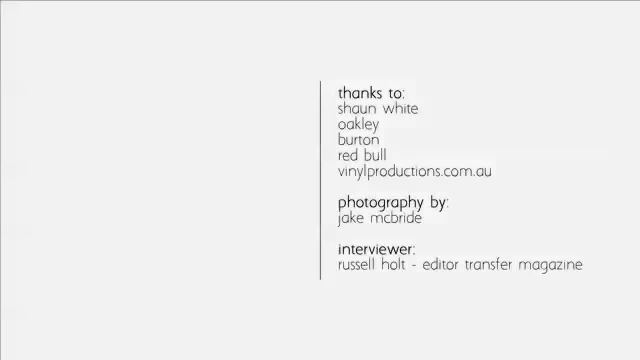 thanks to:
shaun white
oakley
burton
red bull
vinylproductions.com.au
photography by:
jake mcbride
interviewer:
russell holt - editor transfer magazine